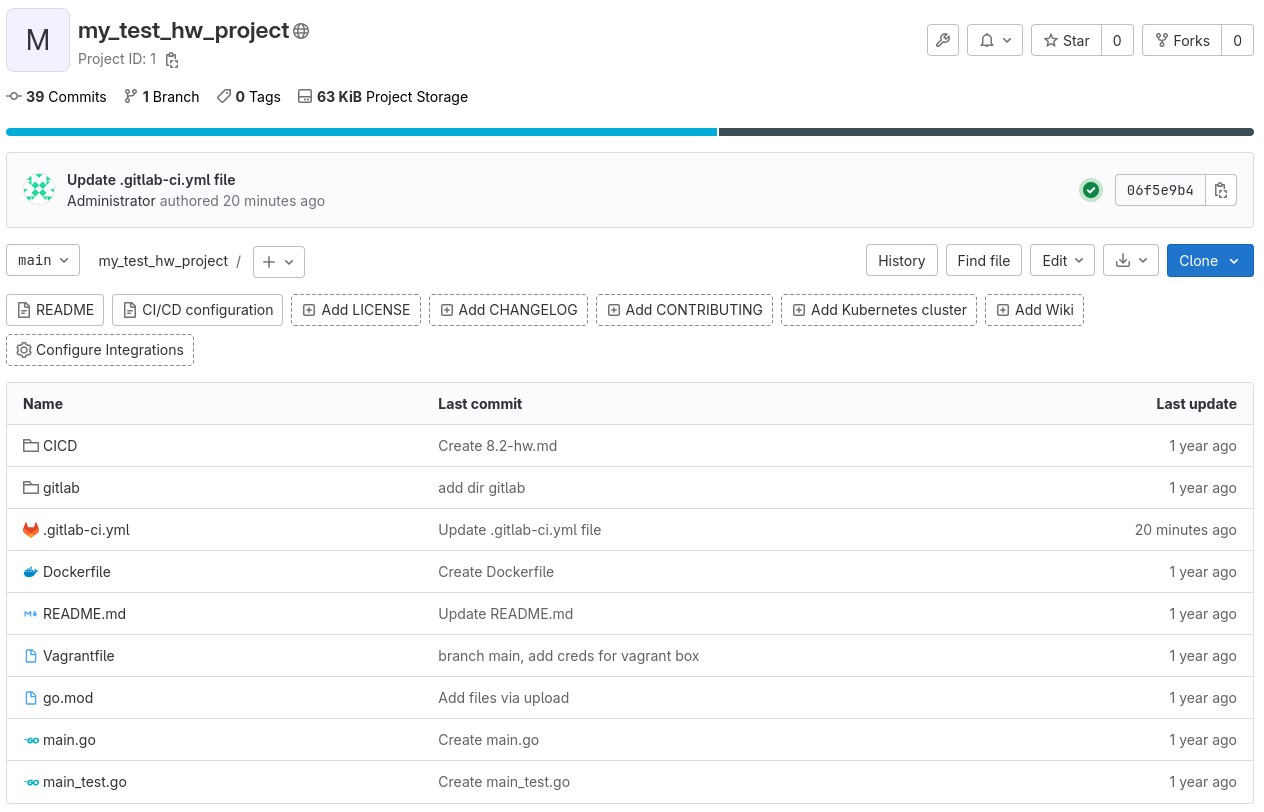 M
my_test_hw_project
Project ID: 1
Star 0
Forks 0
39 Commits 1 Branch 0 Tags 63 KiB Project Storage
Update .gitlab-ci.yml file
Administrator authored 20 minutes ago
06f5e9b4
main my_test_hw_project / + History Find file Edit Clone
README CI/CD configuration Add LICENSE Add CHANGELOG Add CONTRIBUTING Add Kubernetes cluster Add Wiki
Configure Integrations
Name Last commit Last update
CICD Create 8.2-hw.md 1 year ago
gitlab add dir gitlab 1 year ago
.gitlab-ci.yml Update .gitlab-ci.yml file 20 minutes ago
Dockerfile Create Dockerfile 1 year ago
README.md Update README.md 1 year ago
Vagrantfile branch main, add creds for vagrant box 1 year ago
go.mod Add files via upload 1 year ago
main.go Create main.go 1 year ago
main_test.go Create main_test.go 1 year ago